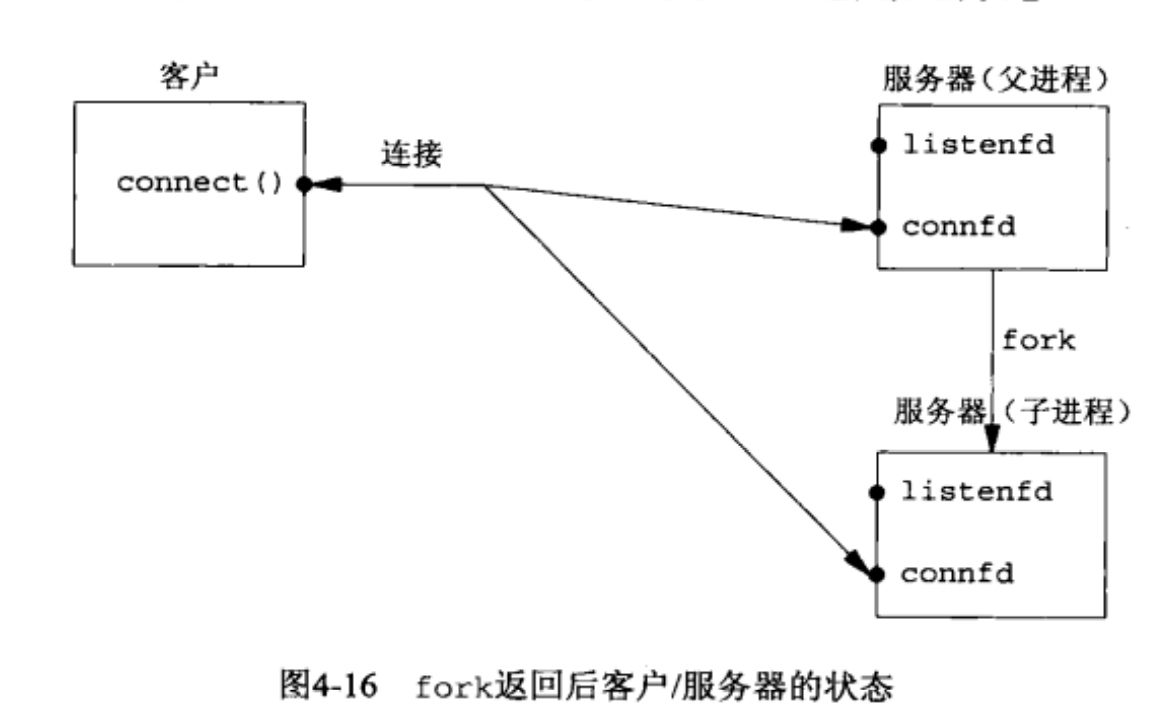 客户
connect()
连接
服务器(父进程)
listenfd
connfd
fork
服务器(子进程)
listenfd
connfd
图4-16 fork返回后客户/服务器的状态